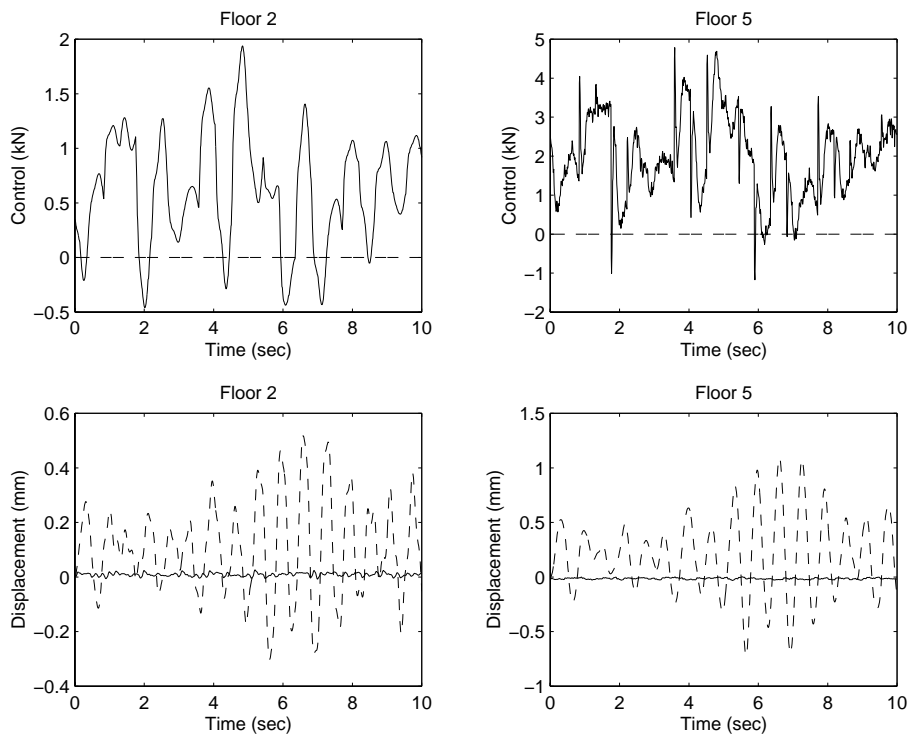 Floor 2
Control (kN)
2
1.5
1
0.5
0
−0.5
0 2 4 6 8 10
Time (sec)
Floor 5
Control (kN)
5
4
3
2
1
0
−1
−2
0 2 4 6 8 10
Time (sec)
Floor 2
Displacement (mm)
0.6
0.4
0.2
0
−0.2
−0.4
0 2 4 6 8 10
Time (sec)
Floor 5
Displacement (mm)
1.5
1
0.5
0
−0.5
−1
0 2 4 6 8 10
Time (sec)